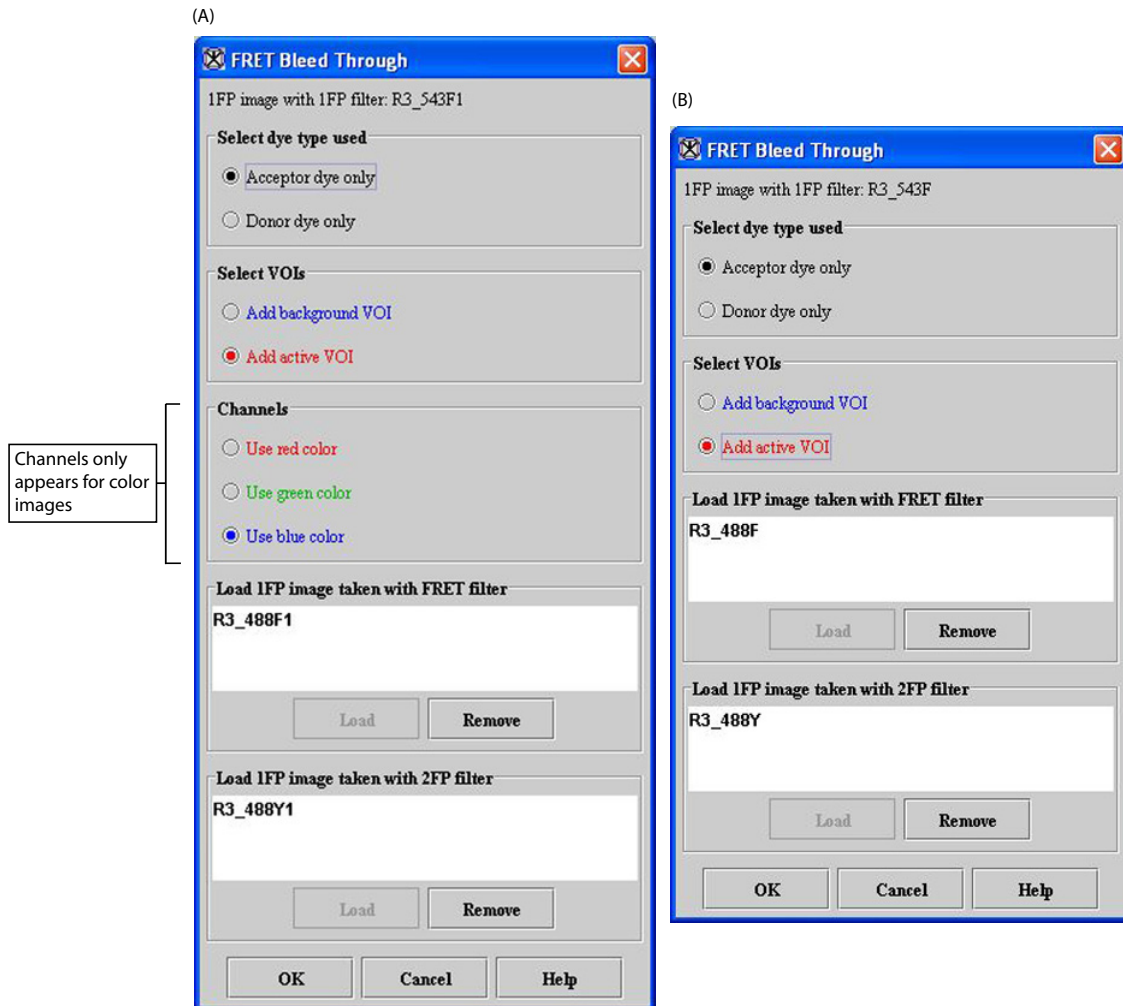 (A)
FRET Bleed Through
1FP image with 1FP filter: R3_543F1
Select dye type used
Acceptor dye only
Donor dye only
Select VOIs
Add background VOI
Add active VOI
Channels
Use red color
Use green color
Use blue color
Channels only
appears for color
images
Load 1FP image taken with FRET filter
R3_488F1
Load Remove
Load 1FP image taken with 2FP filter
R3_488Y1
Load Remove
OK Cancel Help
(B)
FRET Bleed Through
1FP image with 1FP filter: R3_543F
Select dye type used
Acceptor dye only
Donor dye only
Select VOIs
Add background VOI
Add active VOI
Load 1FP image taken with FRET filter
R3_488F
Load Remove
Load 1FP image taken with 2FP filter
R3_488Y
Load Remove
OK Cancel Help